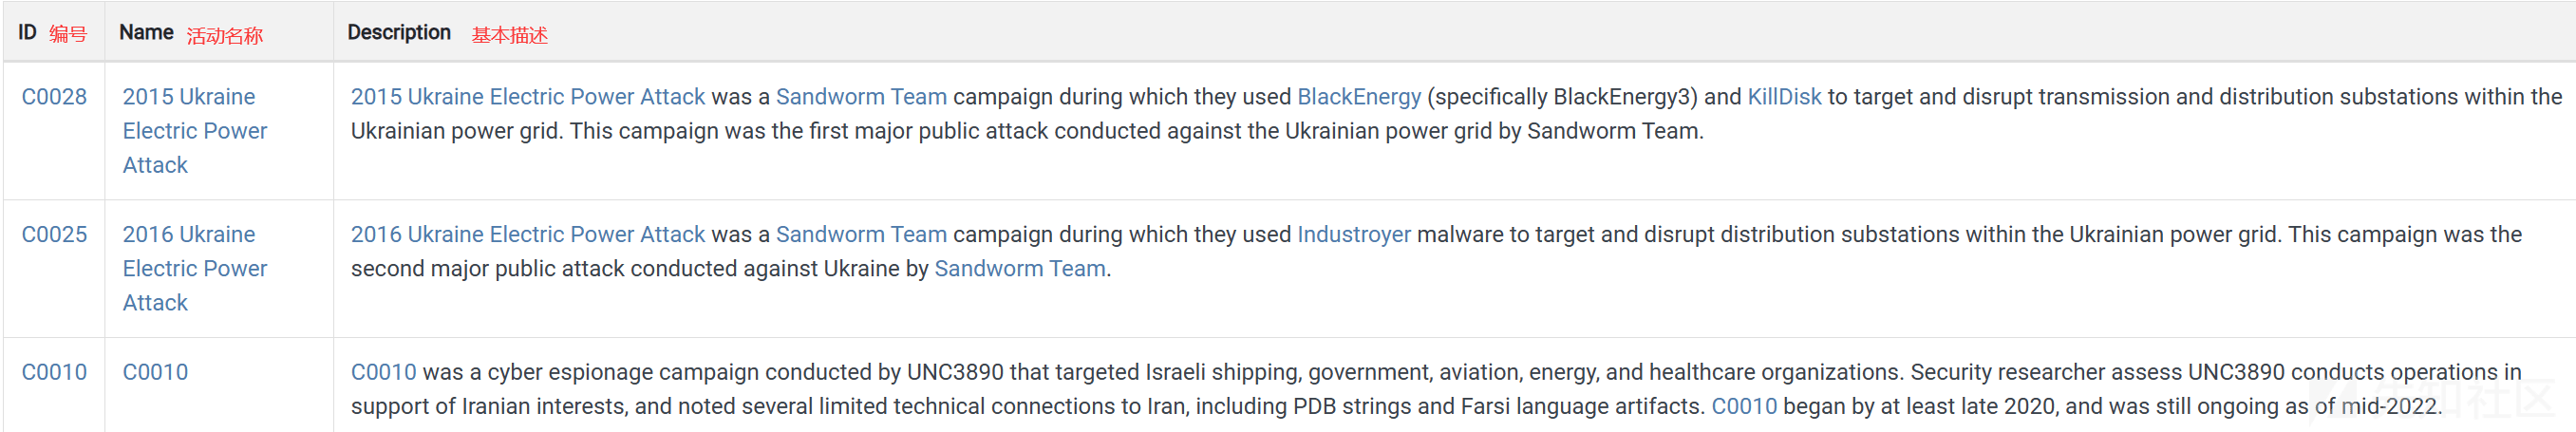 ID 编号 Name 活动名称 Description 基本描述
C0028 2015 Ukraine 2015 Ukraine Electric Power Attack was a Sandworm Team campaign during which they used BlackEnergy (specifically BlackEnergy3) and KillDisk to target and disrupt transmission and distribution substations within the
Electric Power Ukrainian power grid. This campaign was the first major public attack conducted against the Ukrainian power grid by Sandworm Team.
Attack
C0025 2016 Ukraine 2016 Ukraine Electric Power Attack was a Sandworm Team campaign during which they used Industroyer malware to target and disrupt distribution substations within the Ukrainian power grid. This campaign was the
Electric Power second major public attack conducted against Ukraine by Sandworm Team.
Attack
C0010 C0010 C0010 was a cyber espionage campaign conducted by UNC3890 that targeted Israeli shipping, government, aviation, energy, and healthcare organizations. Security researcher assess UNC3890 conducts operations in
support of Iranian interests, and noted several limited technical connections to Iran, including PDB strings and Farsi language artifacts. C0010 began by at least late 2020, and was still ongoing as of mid-2022.